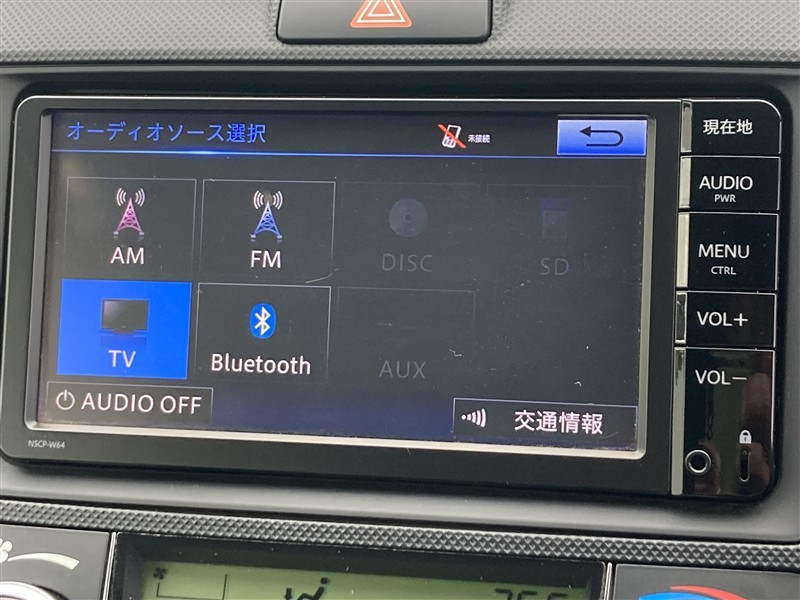 オーディオソース選択
未接続
現在地
AUDIO
PWR
AM
FM
DISC
SD
MENU
CTRL
TV
Bluetooth
AUX
VOL+
VOL−
AUDIO OFF
交通情報
NSCP-W64